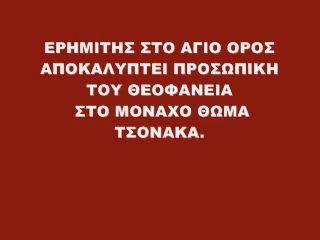 ΕΡΗΜΙΤΗΣ ΣΤΟ ΑΓΙΟ ΟΡΟΣ
ΑΠΟΚΑΛΥΠΤΕΙ ΠΡΟΣΩΠΙΚΗ
ΤΟΥ ΘΕΟΦΑΝΕΙΑ
ΣΤΟ ΜΟΝΑΧΟ ΘΩΜΑ
ΤΣΟΝΑΚΑ.